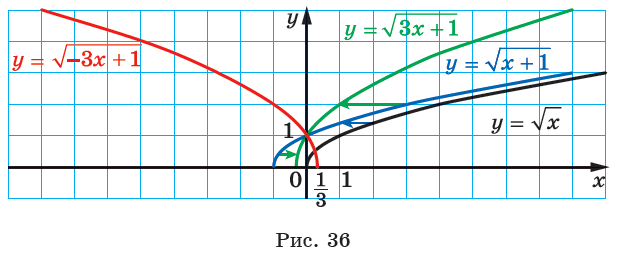 y
y = √3x + 1
y = √−3x + 1
y = √x + 1
1
y = √x
0
1/3
1
x
Рис. 36